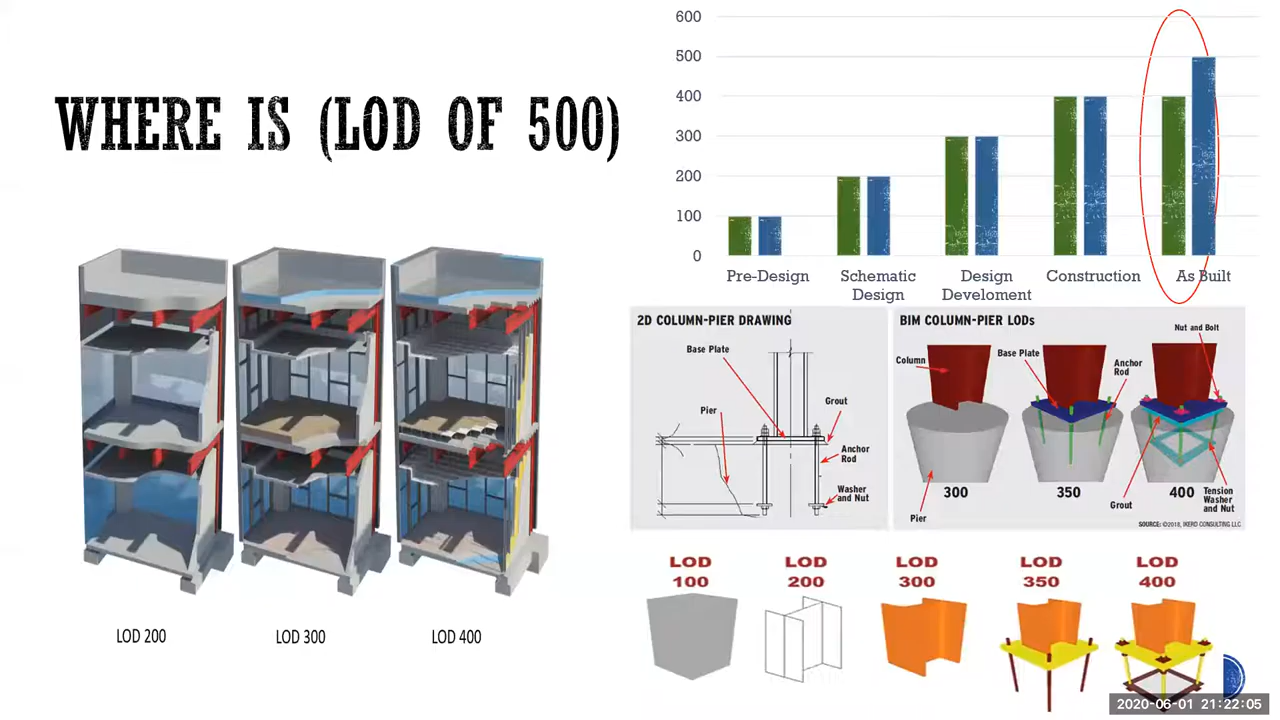 WHERE IS (LOD OF 500)
600
500
400
300
200
100
0
Pre-Design
Schematic
Design
Design
Develoment
Construction
As Built
LOD 200
LOD 300
LOD 400
2D COLUMN-PIER DRAWING
Base Plate
Pier
Grout
Anchor
Rod
Washer
and Nut
BIM COLUMN-PIER LODs
Nut and Bolt
Column
Base Plate
Anchor
Rod
300
350
400
Pier
Grout
Tension
Washer
and Nut
SOURCE: ©2018, IKERD CONSULTING LLC
LOD
100
LOD
200
LOD
300
LOD
350
LOD
400
2020-06-01 21:22:05